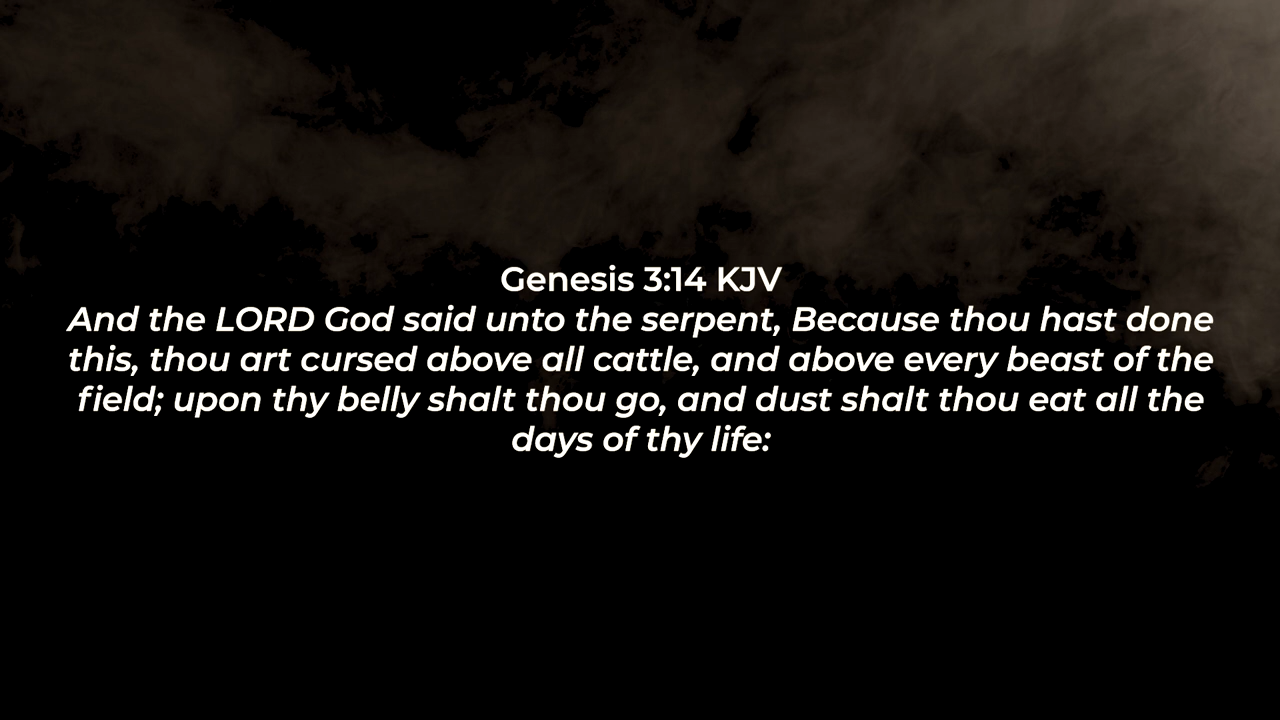 Genesis 3:14 KJV
And the LORD God said unto the serpent, Because thou hast done
this, thou art cursed above all cattle, and above every beast of the
field; upon thy belly shalt thou go, and dust shalt thou eat all the
days of thy life: